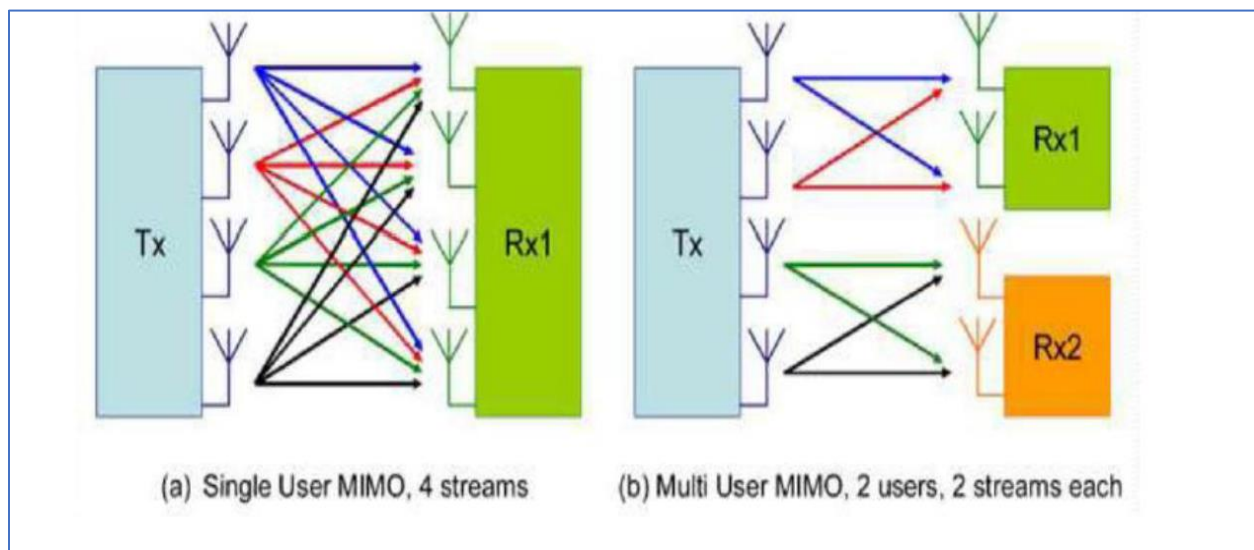 Tx
Rx1
Tx
Rx1
Rx2
(a) Single User MIMO, 4 streams
(b) Multi User MIMO, 2 users, 2 streams each